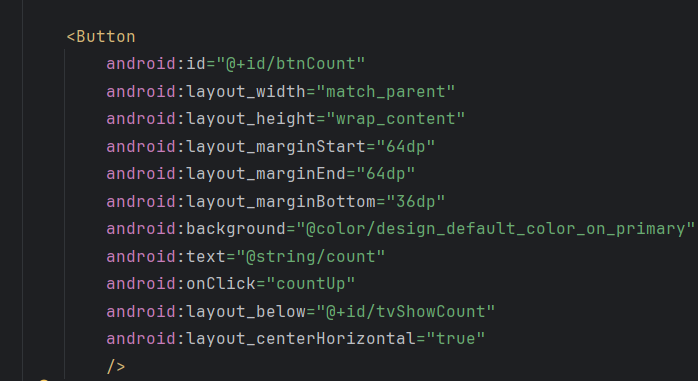 <Button
android:id="@+id/btnCount"
android:layout_width="match_parent"
android:layout_height="wrap_content"
android:layout_marginStart="64dp"
android:layout_marginEnd="64dp"
android:layout_marginBottom="36dp"
android:background="@color/design_default_color_on_primary"
android:text="@string/count"
android:onClick="countUp"
android:layout_below="@+id/tvShowCount"
android:layout_centerHorizontal="true"
/>